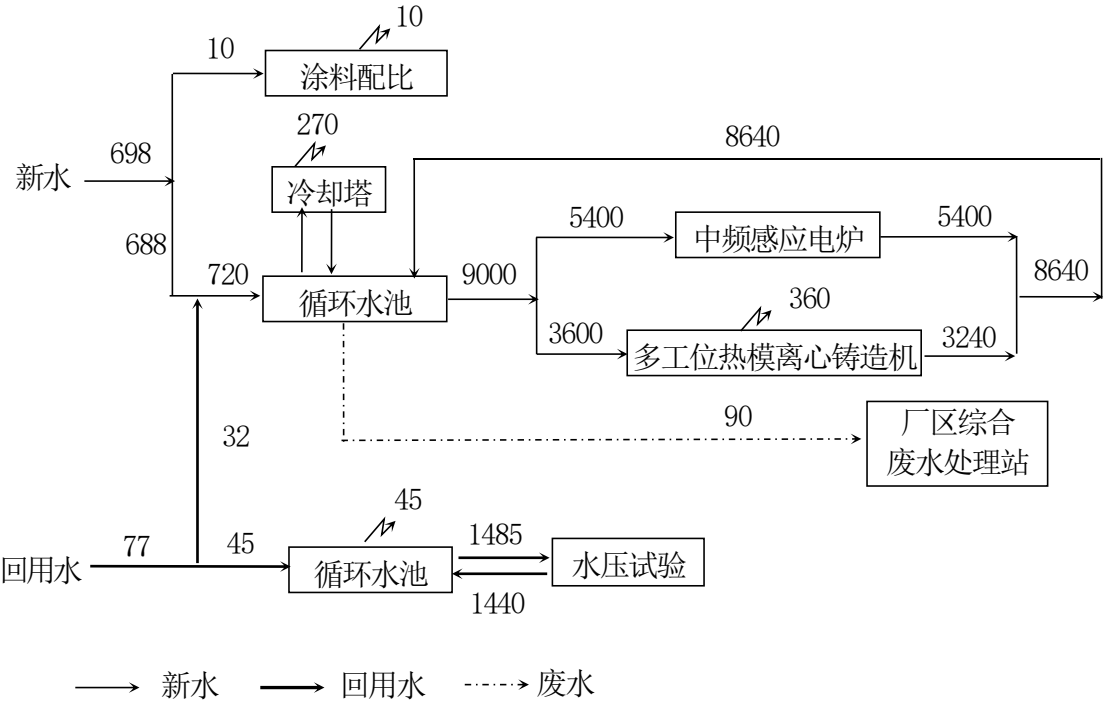 10
10
涂料配比
270
8640
698
新水
冷却塔
5400
5400
中频感应电炉
688
720
9000
8640
循环水池
360
3600
3240
多工位热模离心铸造机
90
厂区综合
废水处理站
32
45
77
45
1485
回用水
循环水池
水压试验
1440
新水
回用水
废水